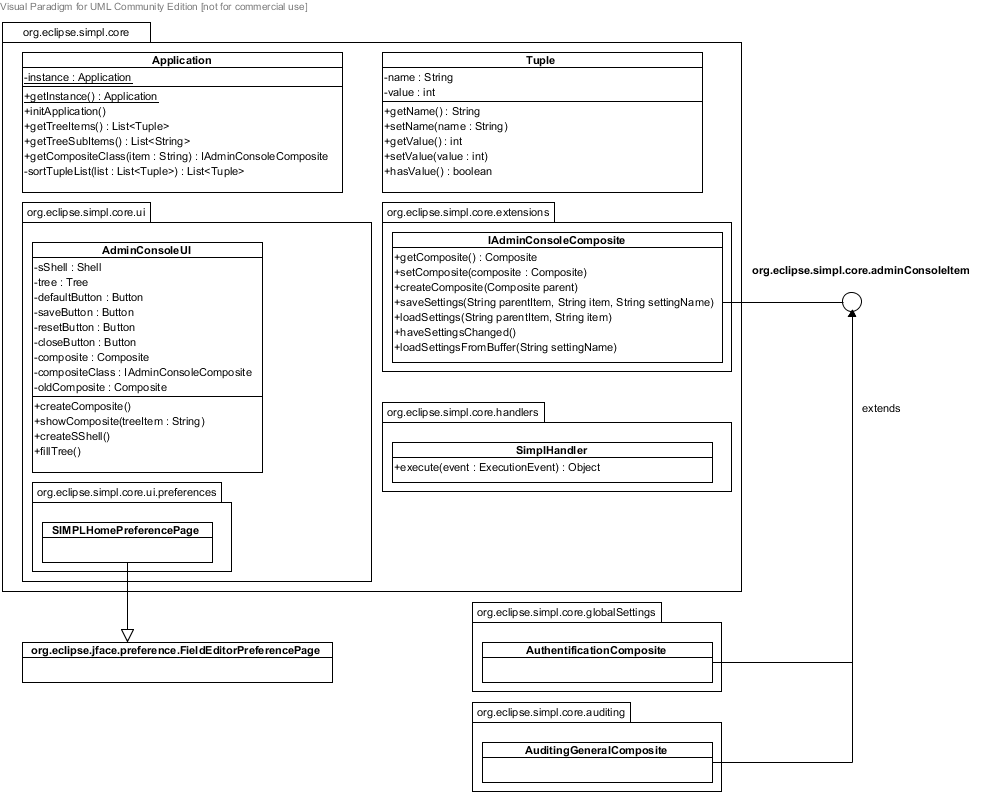 Visual Paradigm for UML Community Edition [not for commercial use]
org.eclipse.simpl.core
Application
-instance : Application
+getInstance() : Application
+initApplication()
+getTreeItems() : List<Tuple>
+getTreeSubItems() : List<String>
+getCompositeClass(item : String) : IAdminConsoleComposite
-sortTupleList(list : List<Tuple>) : List<Tuple>
Tuple
-name : String
-value : int
+getName() : String
+setName(name : String)
+getValue() : int
+setValue(value : int)
+hasValue() : boolean
org.eclipse.simpl.core.ui
AdminConsoleUI
-sShell : Shell
-tree : Tree
-defaultButton : Button
-saveButton : Button
-resetButton : Button
-closeButton : Button
-composite : Composite
-compositeClass : IAdminConsoleComposite
-oldComposite : Composite
+createComposite()
+showComposite(treeItem : String)
+createSShell()
+fillTree()
org.eclipse.simpl.core.ui.preferences
SIMPLHomePreferencePage
org.eclipse.simpl.core.extensions
IAdminConsoleComposite
+getComposite() : Composite
+setComposite(composite : Composite)
+createComposite(Composite parent)
+saveSettings(String parentItem, String item, String settingName)
+loadSettings(String parentItem, String item)
+haveSettingsChanged()
+loadSettingsFromBuffer(String settingName)
org.eclipse.simpl.core.adminConsoleItem
extends
org.eclipse.simpl.core.handlers
SimplHandler
+execute(event : ExecutionEvent) : Object
org.eclipse.jface.preference.FieldEditorPreferencePage
org.eclipse.simpl.core.globalSettings
AuthentificationComposite
org.eclipse.simpl.core.auditing
AuditingGeneralComposite